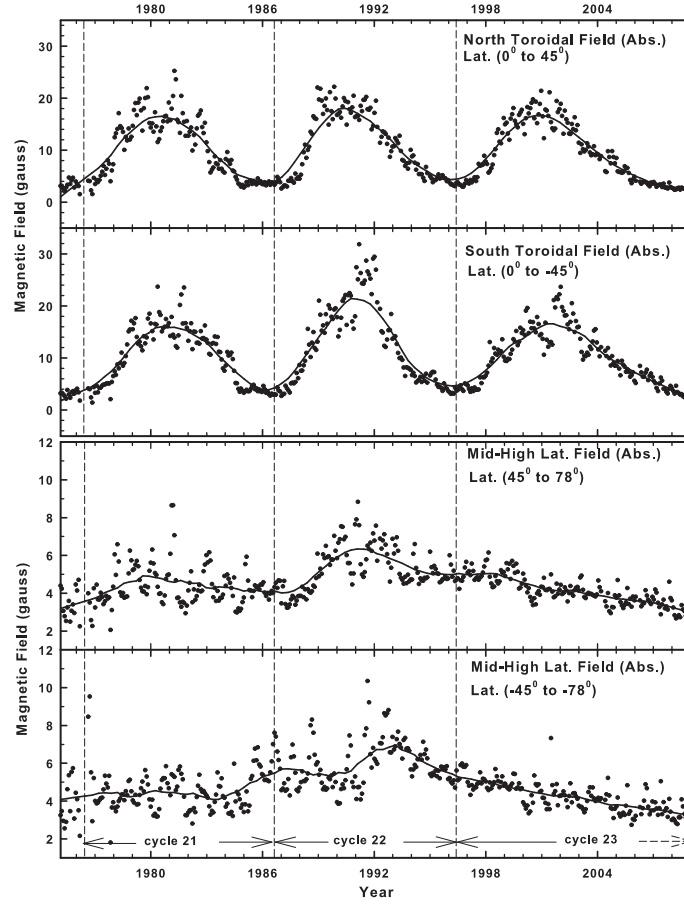 1980 1986 1992 1998 2004
North Toroidal Field (Abs.)
Lat. (0⁰ to 45⁰)
30
20
10
0
Magnetic Field (gauss)
South Toroidal Field (Abs.)
Lat. (0⁰ to -45⁰)
30
20
10
0
12
Mid-High Lat. Field (Abs.)
Lat. (45⁰ to 78⁰)
10
8
6
4
2
Magnetic Field (gauss)
12
Mid-High Lat. Field (Abs.)
Lat. (-45⁰ to -78⁰)
10
8
6
4
2
cycle 21 cycle 22 cycle 23
1980 1986 1992 1998 2004
Year